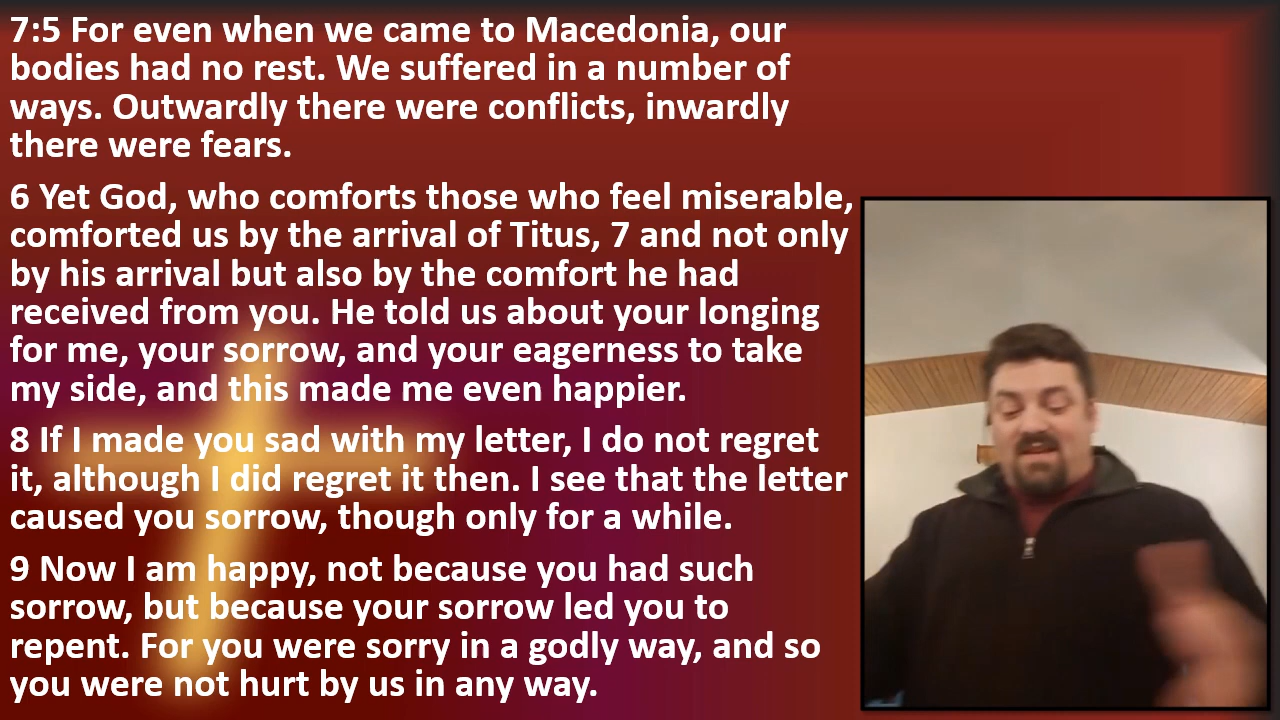 7:5 For even when we came to Macedonia, our
bodies had no rest. We suffered in a number of
ways. Outwardly there were conflicts, inwardly
there were fears.
6 Yet God, who comforts those who feel miserable,
comforted us by the arrival of Titus, 7 and not only
by his arrival but also by the comfort he had
received from you. He told us about your longing
for me, your sorrow, and your eagerness to take
my side, and this made me even happier.
8 If I made you sad with my letter, I do not regret
it, although I did regret it then. I see that the letter
caused you sorrow, though only for a while.
9 Now I am happy, not because you had such
sorrow, but because your sorrow led you to
repent. For you were sorry in a godly way, and so
you were not hurt by us in any way.